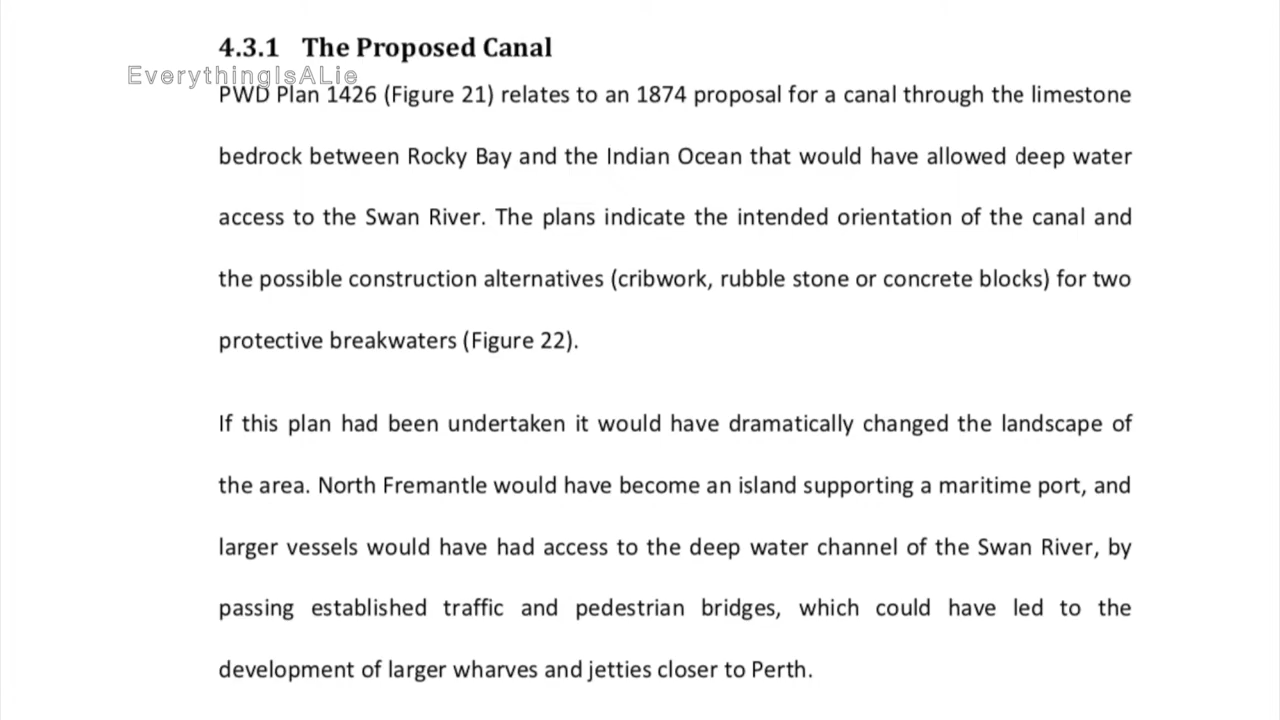 4.3.1 The Proposed Canal
EverythingIsALie
PWD Plan 1426 (Figure 21) relates to an 1874 proposal for a canal through the limestone
bedrock between Rocky Bay and the Indian Ocean that would have allowed deep water
access to the Swan River. The plans indicate the intended orientation of the canal and
the possible construction alternatives (cribwork, rubble stone or concrete blocks) for two
protective breakwaters (Figure 22).
If this plan had been undertaken it would have dramatically changed the landscape of
the area. North Fremantle would have become an island supporting a maritime port, and
larger vessels would have had access to the deep water channel of the Swan River, by
passing established traffic and pedestrian bridges, which could have led to the
development of larger wharves and jetties closer to Perth.